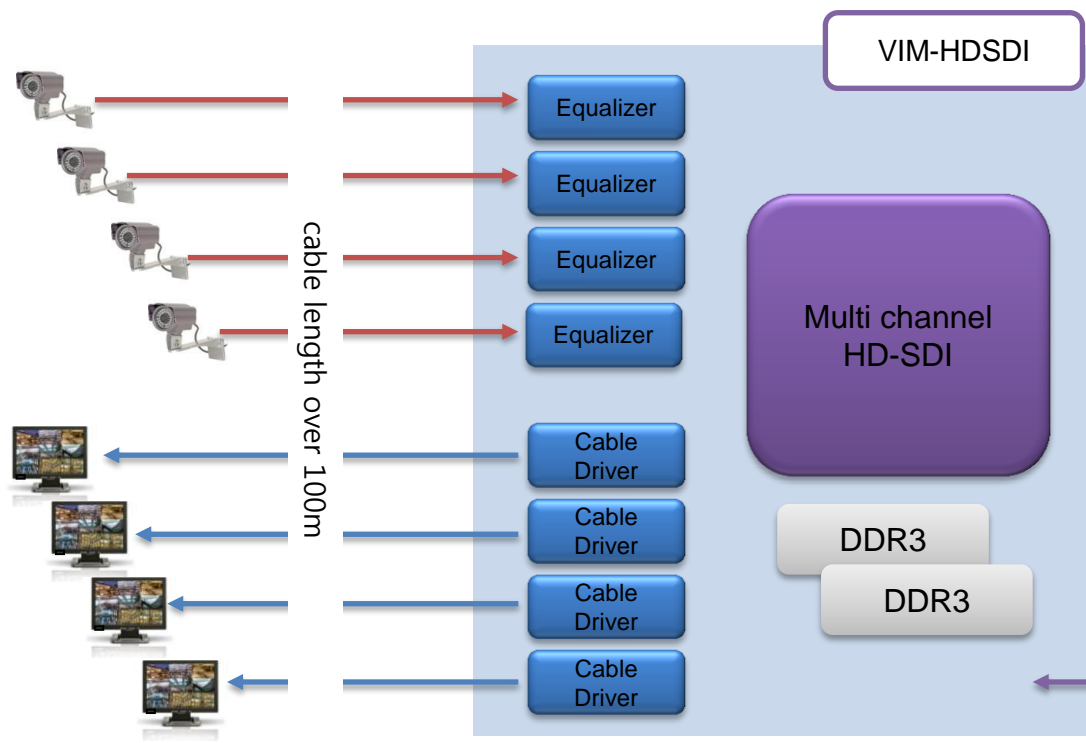 VIM-HDSDI
Equalizer
Equalizer
Equalizer
Equalizer
cable length over 100m
Multi channel
HD-SDI
Cable
Driver
Cable
Driver
Cable
Driver
Cable
Driver
DDR3
DDR3